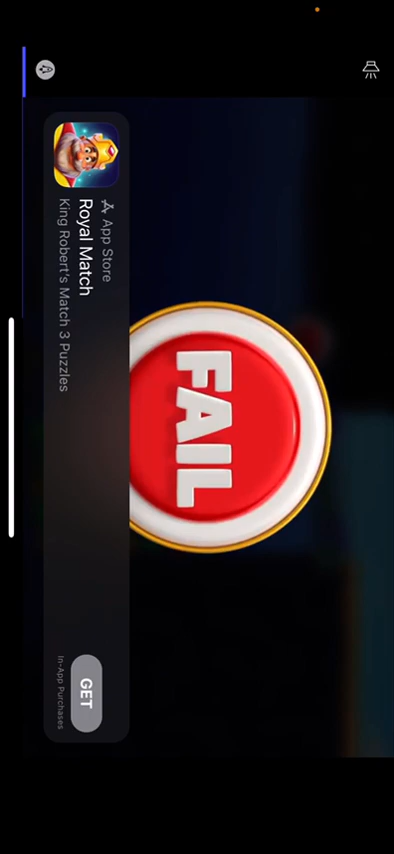 App Store
Royal Match
King Robert's Match 3 Puzzles
FAIL
GET
In-App Purchases